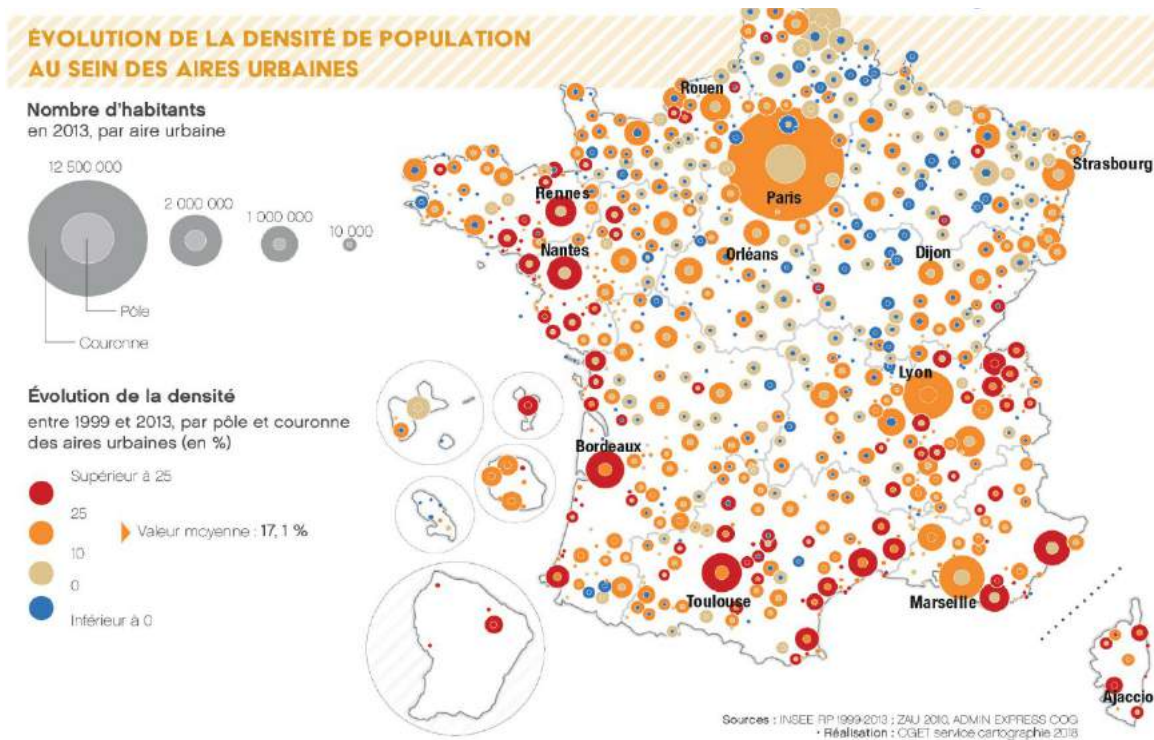 ÉVOLUTION DE LA DENSITÉ DE POPULATION
AU SEIN DES AIRES URBAINES
Nombre d'habitants
en 2013, par aire urbaine
12 500 000
2 000 000
1 000 000
10 000
Pôle
Couronne
Évolution de la densité
entre 1999 et 2013, par pôle et couronne
des aires urbaines (en %)
Supérieur à 25
25
Valeur moyenne : 17,1 %
10
0
Inférieur à 0
Rouen
Strasbourg
Paris
Rennes
Nantes
Orléans
Dijon
Lyon
Bordeaux
Toulouse
Marseille
Ajaccio
Sources : INSEE RP 1999-2013 ; ZAU 2010, ADMIN EXPRESS COG
• Réalisation : CGET service cartographie 2018